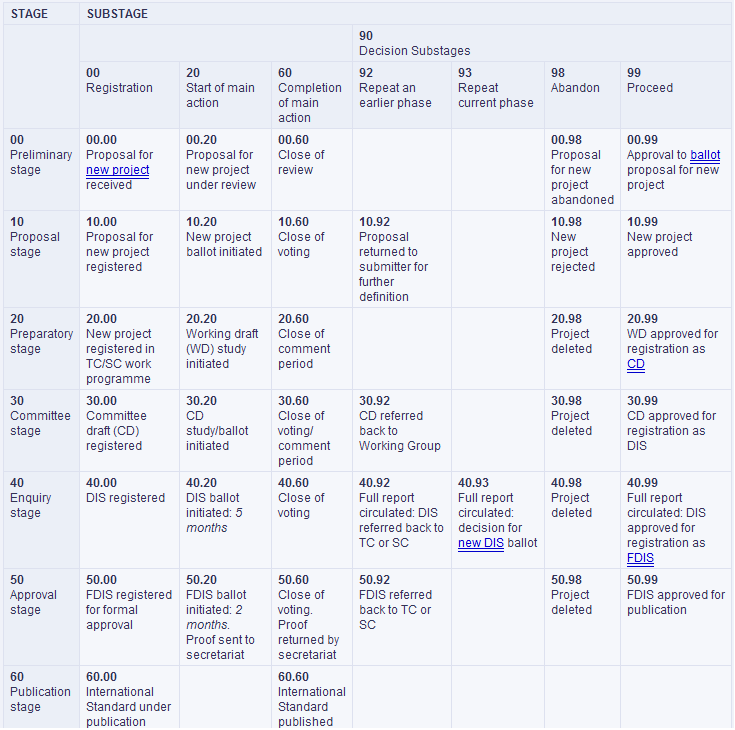 STAGE
SUBSTAGE
90
Decision Substages
00
Registration
20
Start of main
action
60
Completion
of main
action
92
Repeat an
earlier phase
93
Repeat
current phase
98
Abandon
99
Proceed
00
Preliminary
stage
00.00
Proposal for
new project
received
00.20
Proposal for
new project
under review
00.60
Close of
review
00.98
Proposal
for new
project
abandoned
00.99
Approval to ballot
proposal for new
project
10
Proposal
stage
10.00
Proposal for
new project
registered
10.20
New project
ballot initiated
10.60
Close of
voting
10.92
Proposal
returned to
submitter for
further
definition
10.98
New
project
rejected
10.99
New project
approved
20
Preparatory
stage
20.00
New project
registered in
TC/SC work
programme
20.20
Working draft
(WD) study
initiated
20.60
Close of
comment
period
20.98
Project
deleted
20.99
WD approved for
registration as
CD
30
Committee
stage
30.00
Committee
draft (CD)
registered
30.20
CD
study/ballot
initiated
30.60
Close of
voting/
comment
period
30.92
CD referred
back to
Working Group
30.98
Project
deleted
30.99
CD approved for
registration as
DIS
40
Enquiry
stage
40.00
DIS registered
40.20
DIS ballot
initiated: 5
months
40.60
Close of
voting
40.92
Full report
circulated: DIS
referred back to
TC or SC
40.93
Full report
circulated:
decision for
new DIS ballot
40.98
Project
deleted
40.99
Full report
circulated: DIS
approved for
registration as
FDIS
50
Approval
stage
50.00
FDIS registered
for formal
approval
50.20
FDIS ballot
initiated: 2
months.
Proof sent to
secretariat
50.60
Close of
voting.
Proof
returned by
secretariat
50.92
FDIS referred
back to TC or
SC
50.98
Project
deleted
50.99
FDIS approved for
publication
60
Publication
stage
60.00
International
Standard under
publication
60.60
International
Standard
published